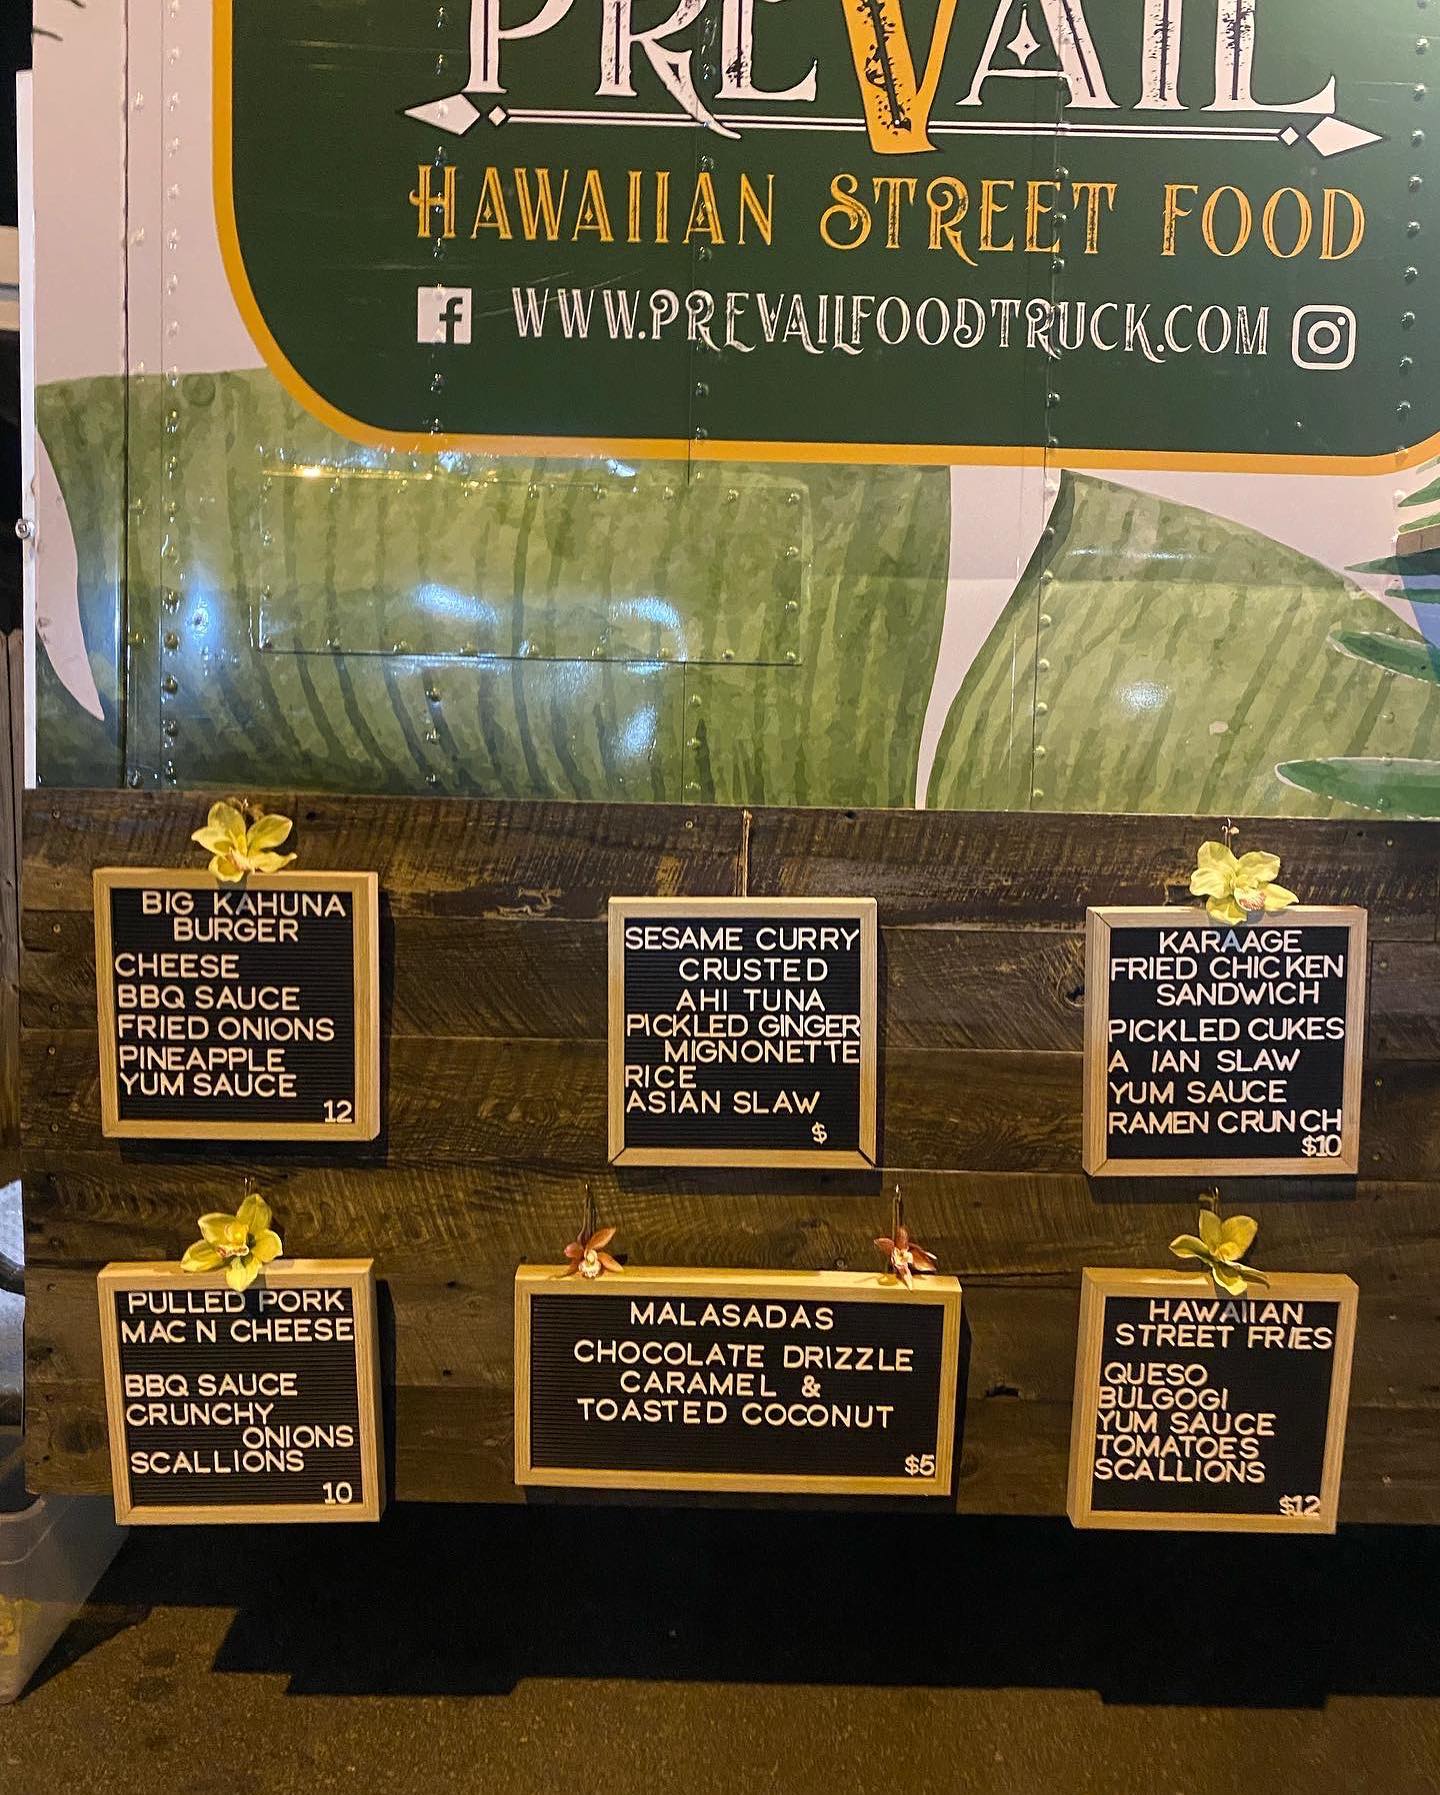 PREVAIL
HAWAIIAN STREET FOOD
f WWW.PREVAILFOODTRUCK.COM
BIG KAHUNA
BURGER
CHEESE
BBQ SAUCE
FRIED ONIONS
PINEAPPLE
YUM SAUCE
12
SESAME CURRY
CRUSTED
AHI TUNA
PICKLED GINGER
MIGNONETTE
RICE
ASIAN SLAW
$
KARAAGE
FRIED CHICKEN
SANDWICH
PICKLED CUKES
A IAN SLAW
YUM SAUCE
RAMEN CRUNCH
$10
PULLED PORK
MAC N CHEESE
BBQ SAUCE
CRUNCHY
ONIONS
SCALLIONS
10
MALASADAS
CHOCOLATE DRIZZLE
CARAMEL &
TOASTED COCONUT
$5
HAWAIIAN
STREET FRIES
QUESO
BULGOGI
YUM SAUCE
TOMATOES
SCALLIONS
$12